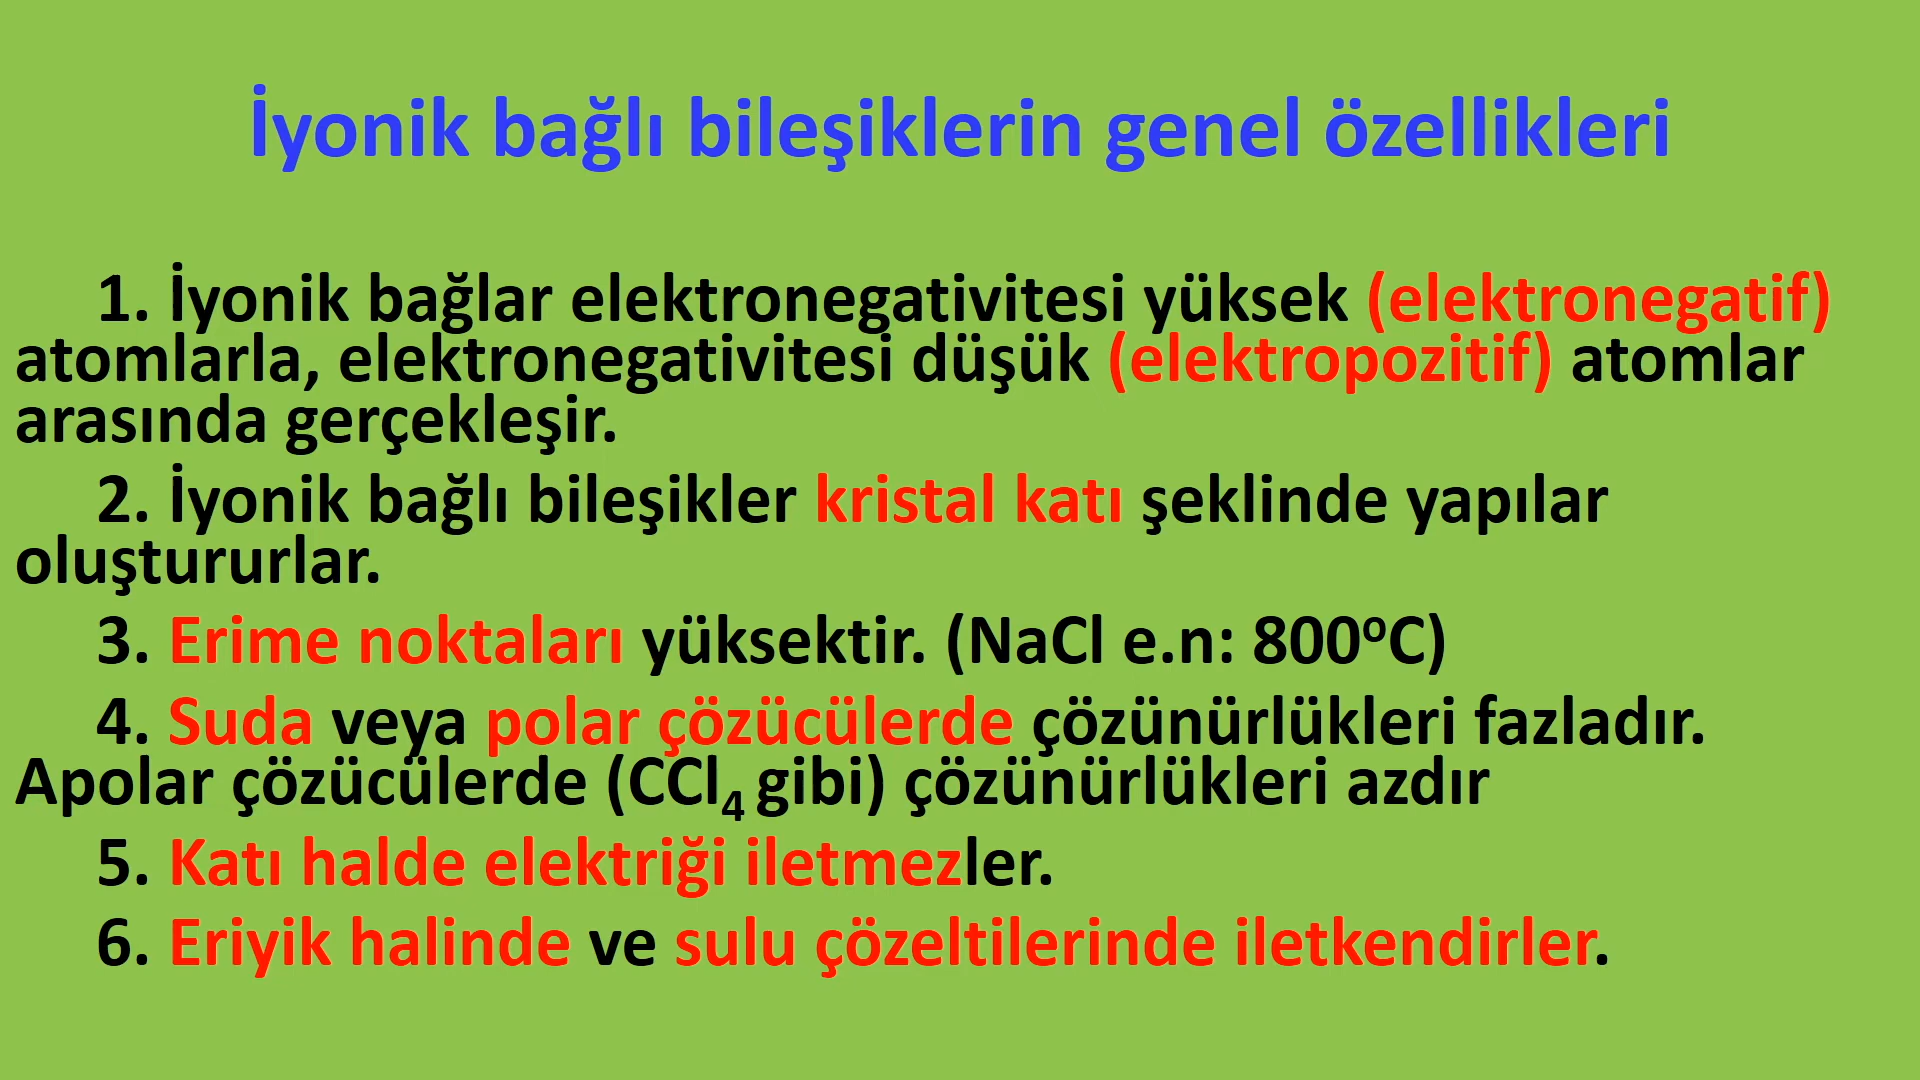 İyonik bağlı bileşiklerin genel özellikleri
1. İyonik bağlar elektronegativitesi yüksek (elektronegatif)
atomlarla, elektronegativitesi düşük (elektropozitif) atomlar
arasında gerçekleşir.
2. İyonik bağlı bileşikler kristal katı şeklinde yapılar
oluştururlar.
3. Erime noktaları yüksektir. (NaCl e.n: 800ºC)
4. Suda veya polar çözücülerde çözünürlükleri fazladır.
Apolar çözücülerde (CCl₄ gibi) çözünürlükleri azdır
5. Katı halde elektriği iletmezler.
6. Eriyik halinde ve sulu çözeltilerinde iletkendirler.